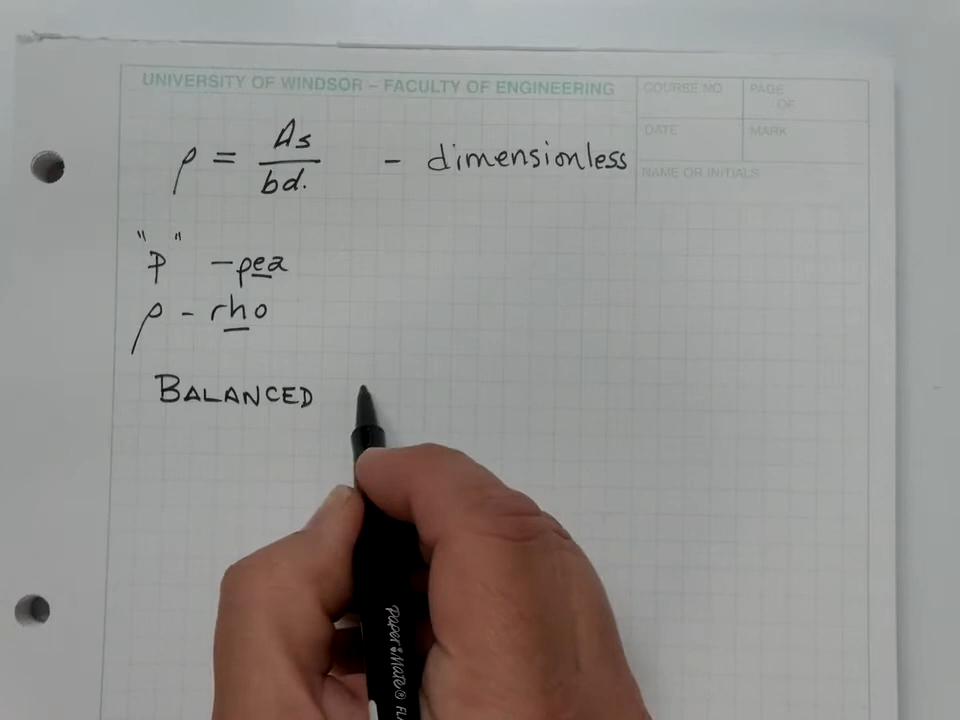 UNIVERSITY OF WINDSOR – FACULTY OF ENGINEERING
COURSE NO
PAGE
OF
DATE
MARK
NAME OR INITIALS
ρ = As / bd. - dimensionless
"P" - pea
ρ - rho
BALANCED
Paper:Mate® FL